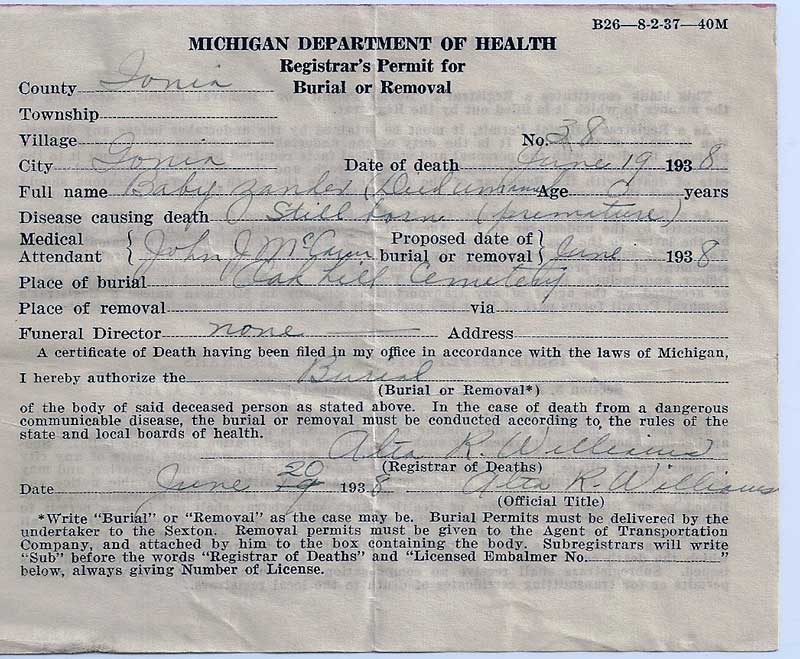 B26—8-2-37—40M
MICHIGAN DEPARTMENT OF HEALTH
Registrar's Permit for
Burial or Removal
County Ionia
Township
Village No. 38
City Ionia Date of death June 19 1938
Full name Baby Zander Age 0 years
Disease causing death Still born (premature)
Medical Attendant John J McCann Proposed date of burial or removal June 1938
Place of burial Oak Hill Cemetery
Place of removal via
Funeral Director none Address
A certificate of Death having been filed in my office in accordance with the laws of Michigan,
I hereby authorize the Burial
(Burial or Removal*)
of the body of said deceased person as stated above. In the case of death from a dangerous
communicable disease, the burial or removal must be conducted according to the rules of the
state and local boards of health.
Alta R. Williams
(Registrar of Deaths)
Date June 20 1938 Alta R. Williams
(Official Title)
*Write "Burial" or "Removal" as the case may be. Burial Permits must be delivered by the
undertaker to the Sexton. Removal permits must be given to the Agent of Transportation
Company, and attached by him to the box containing the body. Subregistrars will write
"Sub" before the words "Registrar of Deaths" and "Licensed Embalmer No. "
below, always giving Number of License.